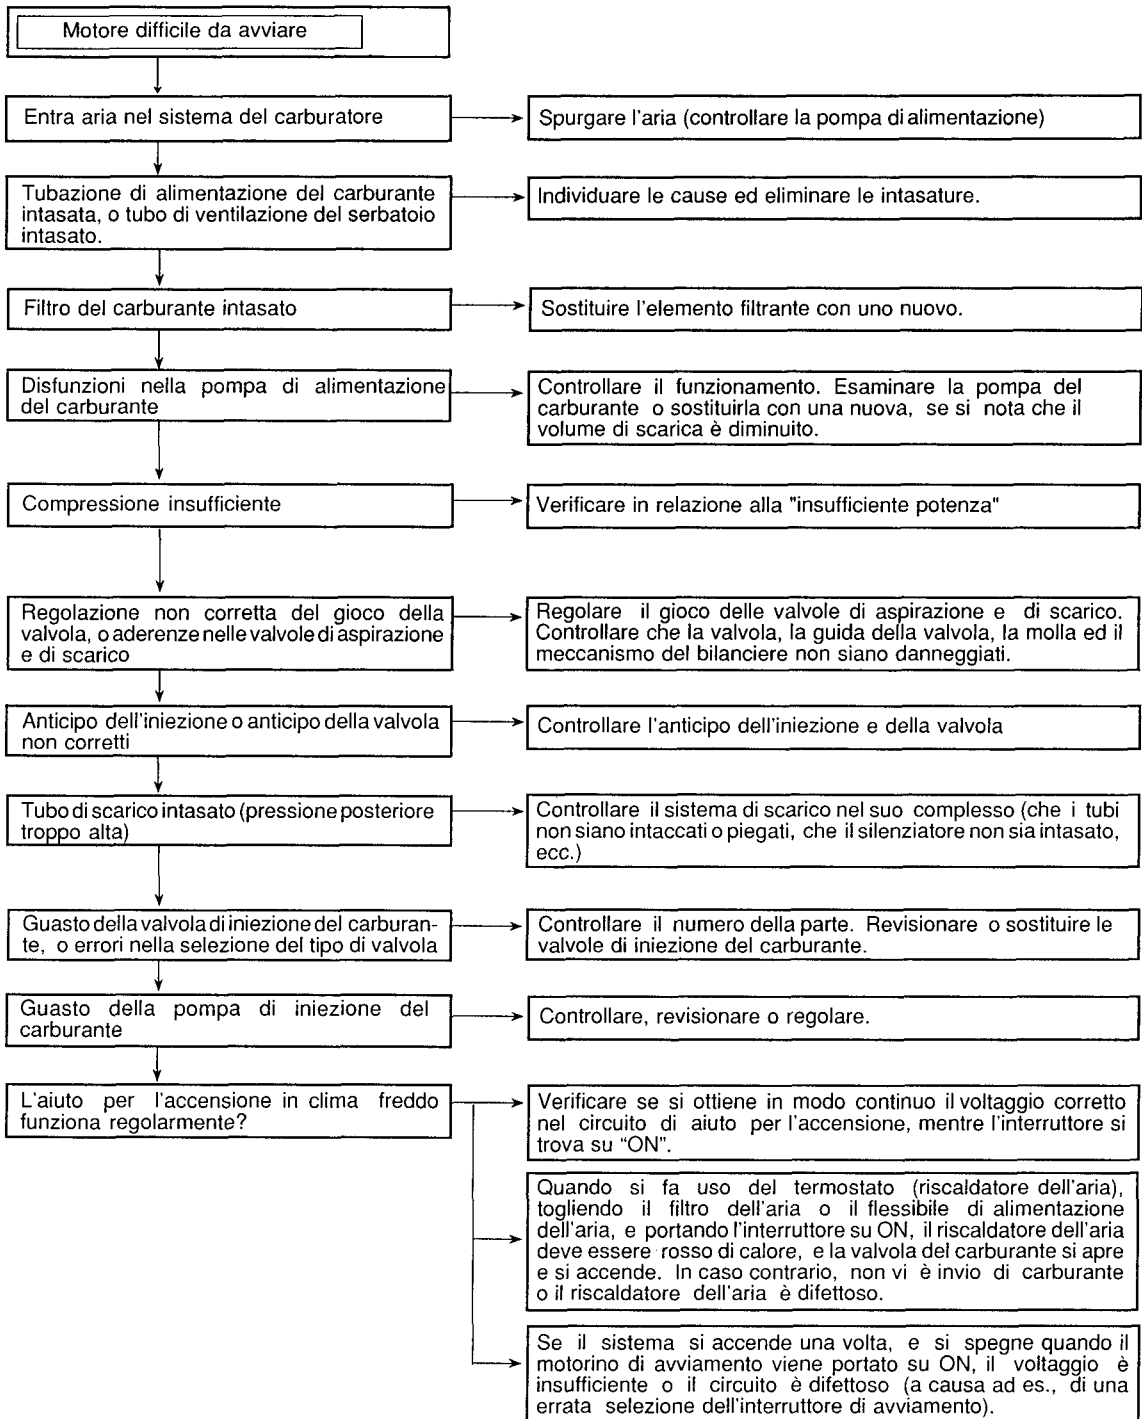 Motore difficile da avviare
Entra aria nel sistema del carburatore
Spurgare l'aria (controllare la pompa di alimentazione)
Tubazione di alimentazione del carburante
intasata, o tubo di ventilazione del serbatoio
intasato.
Individuare le cause ed eliminare le intasature.
Filtro del carburante intasato
Sostituire l'elemento filtrante con uno nuovo.
Disfunzioni nella pompa di alimentazione
del carburante
Controllare il funzionamento. Esaminare la pompa del
carburante o sostituirla con una nuova, se si nota che il
volume di scarica è diminuito.
Compressione insufficiente
Verificare in relazione alla "insufficiente potenza"
Regolazione non corretta del gioco della
valvola, o aderenze nelle valvole di aspirazione
e di scarico
Regolare il gioco delle valvole di aspirazione e di scarico.
Controllare che la valvola, la guida della valvola, la molla ed il
meccanismo del bilanciere non siano danneggiati.
Anticipo dell'iniezione o anticipo della valvola
non corretti
Controllare l'anticipo dell'iniezione e della valvola
Tubo di scarico intasato (pressione posteriore
troppo alta)
Controllare il sistema di scarico nel suo complesso (che i tubi
non siano intaccati o piegati, che il silenziatore non sia intasato,
ecc.)
Guasto della valvola di iniezione del carburan-
te, o errori nella selezione del tipo di valvola
Controllare il numero della parte. Revisionare o sostituire le
valvole di iniezione del carburante.
Guasto della pompa di iniezione del
carburante
Controllare, revisionare o regolare.
L'aiuto per l'accensione in clima freddo
funziona regolarmente?
Verificare se si ottiene in modo continuo il voltaggio corretto
nel circuito di aiuto per l'accensione, mentre l'interruttore si
trova su “ON”.
Quando si fa uso del termostato (riscaldatore dell'aria),
togliendo il filtro dell'aria o il flessibile di alimentazione
dell'aria, e portando l'interruttore su ON, il riscaldatore dell'aria
deve essere rosso di calore, e la valvola del carburante si apre
e si accende. In caso contrario, non vi è invio di carburante
o il riscaldatore dell'aria è difettoso.
Se il sistema si accende una volta, e si spegne quando il
motorino di avviamento viene portato su ON, il voltaggio è
insufficiente o il circuito è difettoso (a causa ad es., di una
errata selezione dell'interruttore di avviamento).